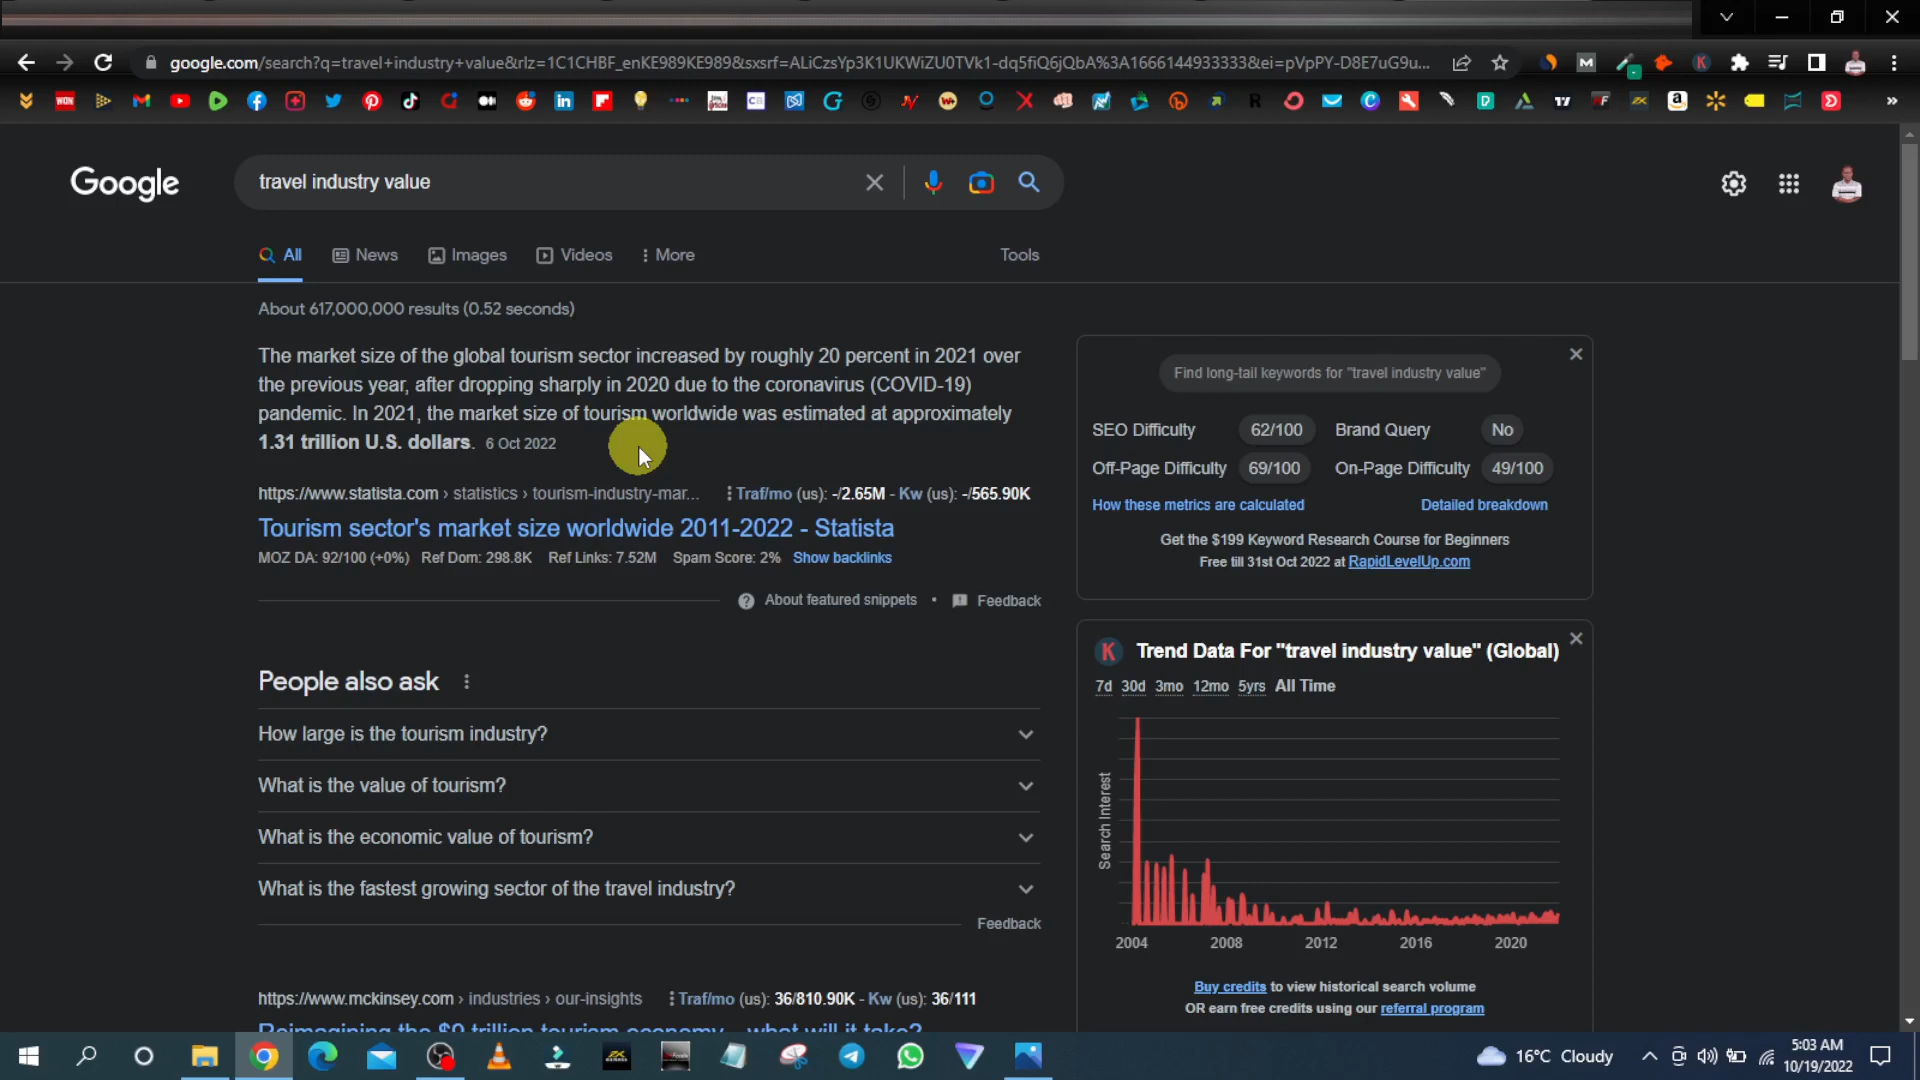 google.com/search?q=travel+industry+value&rlz=1C1CHBF_enKE989KE989&sxsrf=ALiCzsYp3K1UKWiZU0TVk1-dq5fiQ6jQbA%3A1666144933333&ei=pVpPY-D8E7uG9u...
Google
travel industry value
All
News
Images
Videos
More
Tools
About 617,000,000 results (0.52 seconds)
The market size of the global tourism sector increased by roughly 20 percent in 2021 over
the previous year, after dropping sharply in 2020 due to the coronavirus (COVID-19)
pandemic. In 2021, the market size of tourism worldwide was estimated at approximately
1.31 trillion U.S. dollars. 6 Oct 2022
https://www.statista.com › statistics › tourism-industry-mar... Traf/mo (us): -/2.65M - Kw (us): -/565.90K
Tourism sector's market size worldwide 2011-2022 - Statista
MOZ DA: 92/100 (+0%) Ref Dom: 298.8K Ref Links: 7.52M Spam Score: 2% Show backlinks
About featured snippets • Feedback
People also ask
How large is the tourism industry?
What is the value of tourism?
What is the economic value of tourism?
What is the fastest growing sector of the travel industry?
Feedback
https://www.mckinsey.com › industries › our-insights Traf/mo (us): 36/810.90K - Kw (us): 36/111
Reimagining the $9 trillion tourism economy—what will it take?
Find long-tail keywords for "travel industry value"
SEO Difficulty 62/100 Brand Query No
Off-Page Difficulty 69/100 On-Page Difficulty 49/100
How these metrics are calculated Detailed breakdown
Get the $199 Keyword Research Course for Beginners
Free till 31st Oct 2022 at RapidLevelUp.com
K Trend Data For "travel industry value" (Global)
7d 30d 3mo 12mo 5yrs All Time
Search Interest
2004 2008 2012 2016 2020
Buy credits to view historical search volume
OR earn free credits using our referral program
16°C Cloudy
5:03 AM
10/19/2022